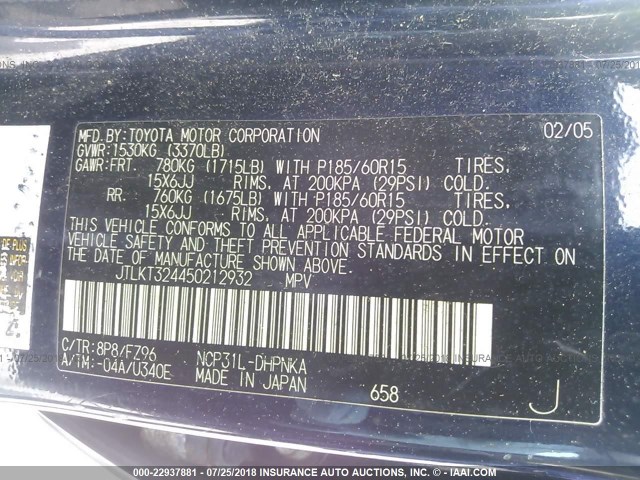 MFD.BY:TOYOTA MOTOR CORPORATION 02/05
GVWR:1530KG (3370LB)
GAWR:FRT. 780KG (1715LB) WITH P185/60R15 TIRES,
15X6JJ RIMS, AT 200KPA (29PSI) COLD.
RR. 760KG (1675LB) WITH P185/60R15 TIRES,
15X6JJ RIMS, AT 200KPA (29PSI) COLD.
THIS VEHICLE CONFORMS TO ALL APPLICABLE FEDERAL MOTOR
VEHICLE SAFETY AND THEFT PREVENTION STANDARDS IN EFFECT ON
THE DATE OF MANUFACTURE SHOWN ABOVE.
JTLKT324450212932 MPV
C/TR:8P8/FZ96 NCP31L-DHPNKA
A/TM:-04A/U340E MADE IN JAPAN
658 J
000-22937881 - 07/25/2018 INSURANCE AUTO AUCTIONS, INC. - © - IAAI.COM